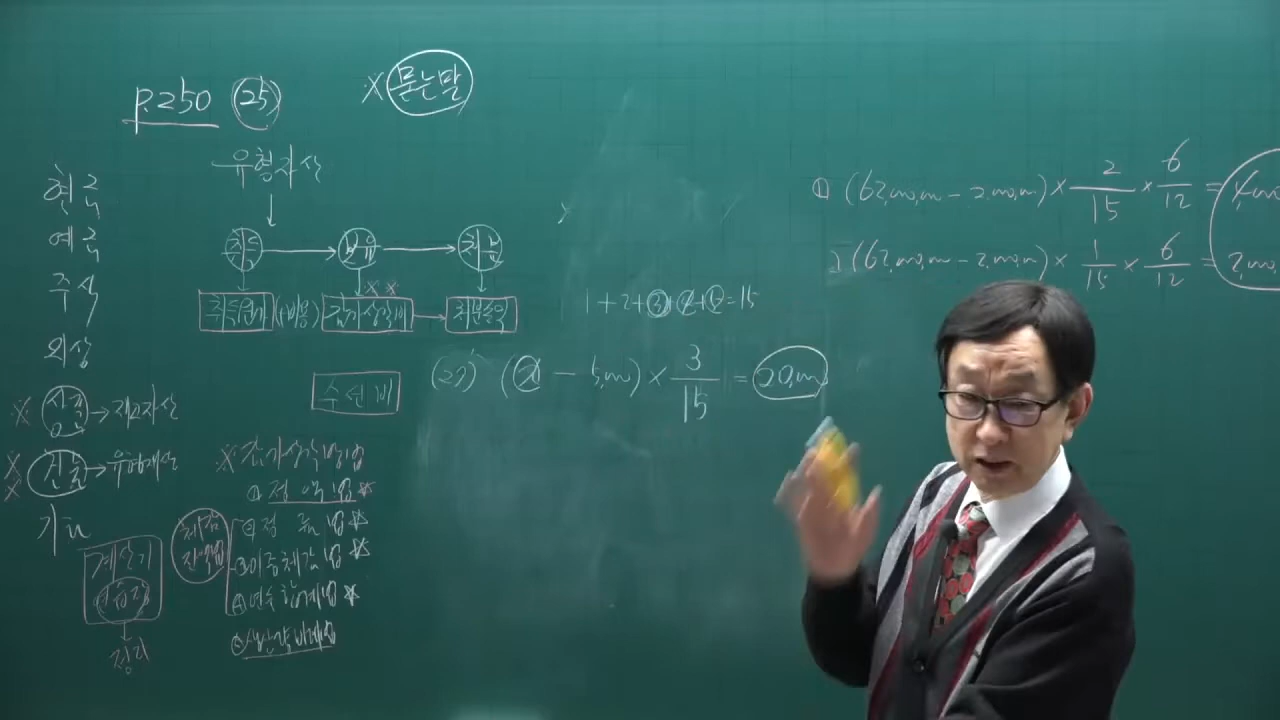 P.250 (25)
※ 묻는말
유형자산
↓
취득 → 보유 → 처분
취득원가 (+비용) 감가상각비 → 처분손익
※※
수선비
현금
예금
주식
외상
※ 상품 → 재고자산
※ 건물 → 유형자산
기타
계산기
↓
정리
※ 감가상각방법
① 정액법 ★
체감
잔액법
② 정률법 ★
③ 이중체감법 ★
④ 연수합계법 ★
⑤ 생산량비례법
1+2+③+④+⑤=15
) × 3/15 =
① (62,000,000 - 2,000,000) × 2/15 × 6/12 =
② (62,000,000 - 2,000,000) × 1/15 × 6/12 = 2,000,000